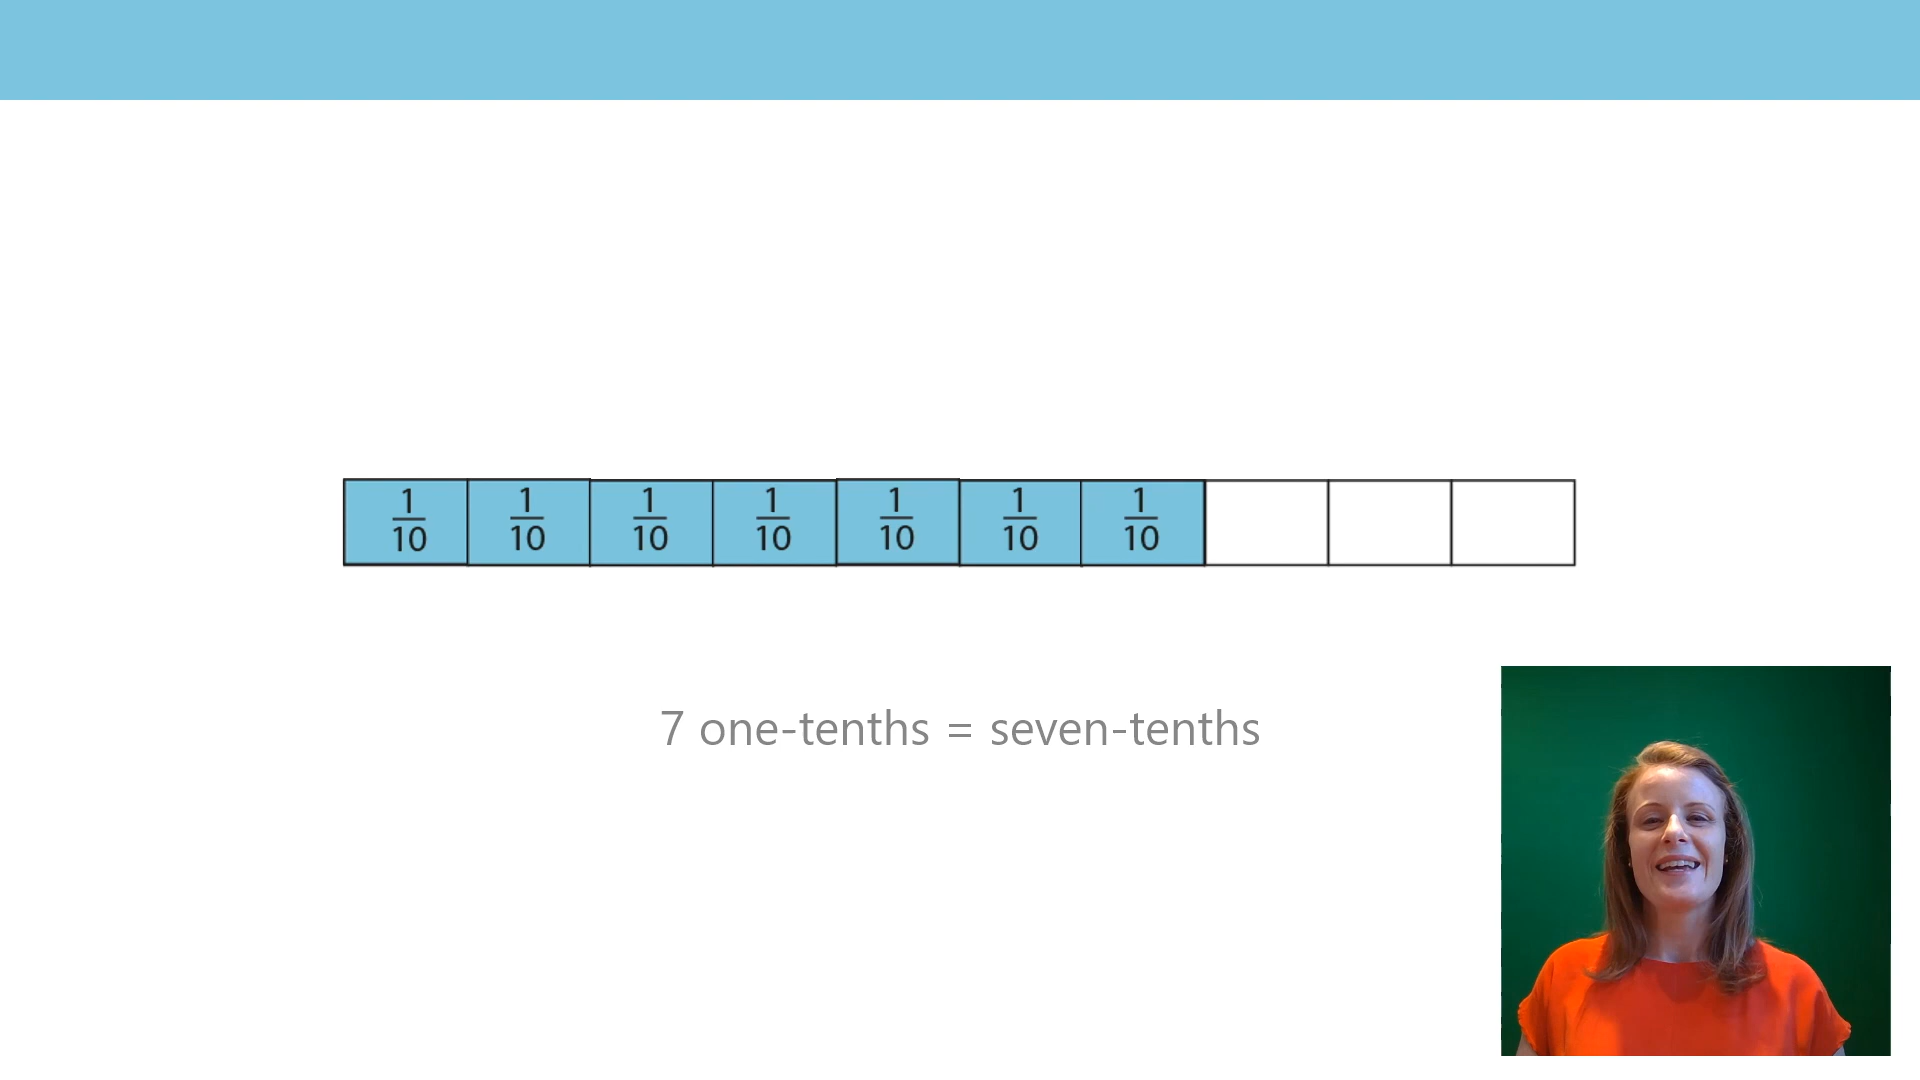 1/10 1/10 1/10 1/10 1/10 1/10 1/10
7 one-tenths = seven-tenths